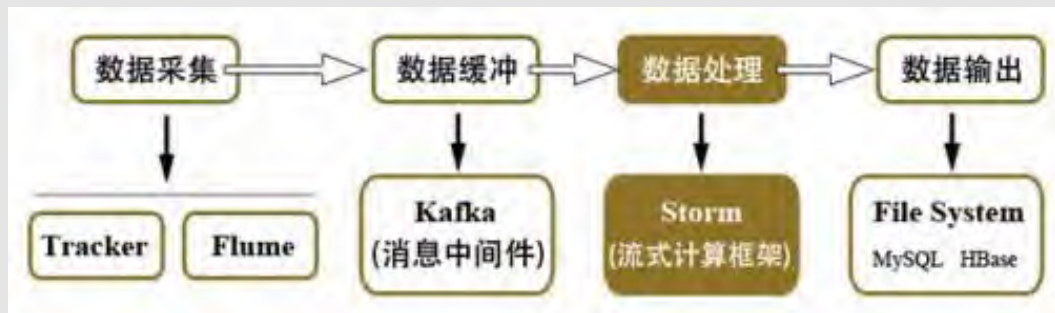 数据采集
数据缓冲
数据处理
数据输出
Tracker
Flume
Kafka
(消息中间件)
Storm
(流式计算框架)
File System
MySQL HBase